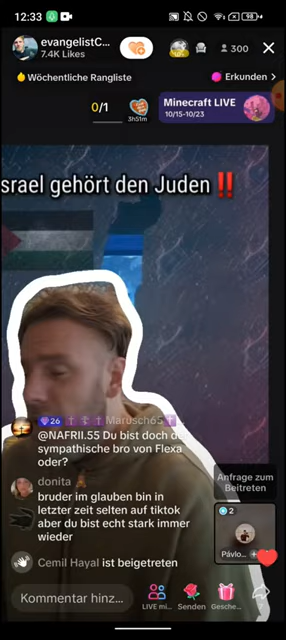 12:33
98
evangelistC...
7.4K Likes
300
Wöchentliche Rangliste
Erkunden >
0/1
3h51m
Minecraft LIVE
10/15-10/23
srael gehört den Juden ‼️
26 Marusch65
@NAFRII.55 Du bist doch de
sympathische bro von Flexa
oder?
donita
bruder im glauben bin in
letzter zeit selten auf tiktok
aber du bist echt stark immer
wieder
Cemil Hayal ist beigetreten
Anfrage zum
Beitreten
2
Pávlo... +
Kommentar hinz...
LIVE mi...
Senden
Gesche...